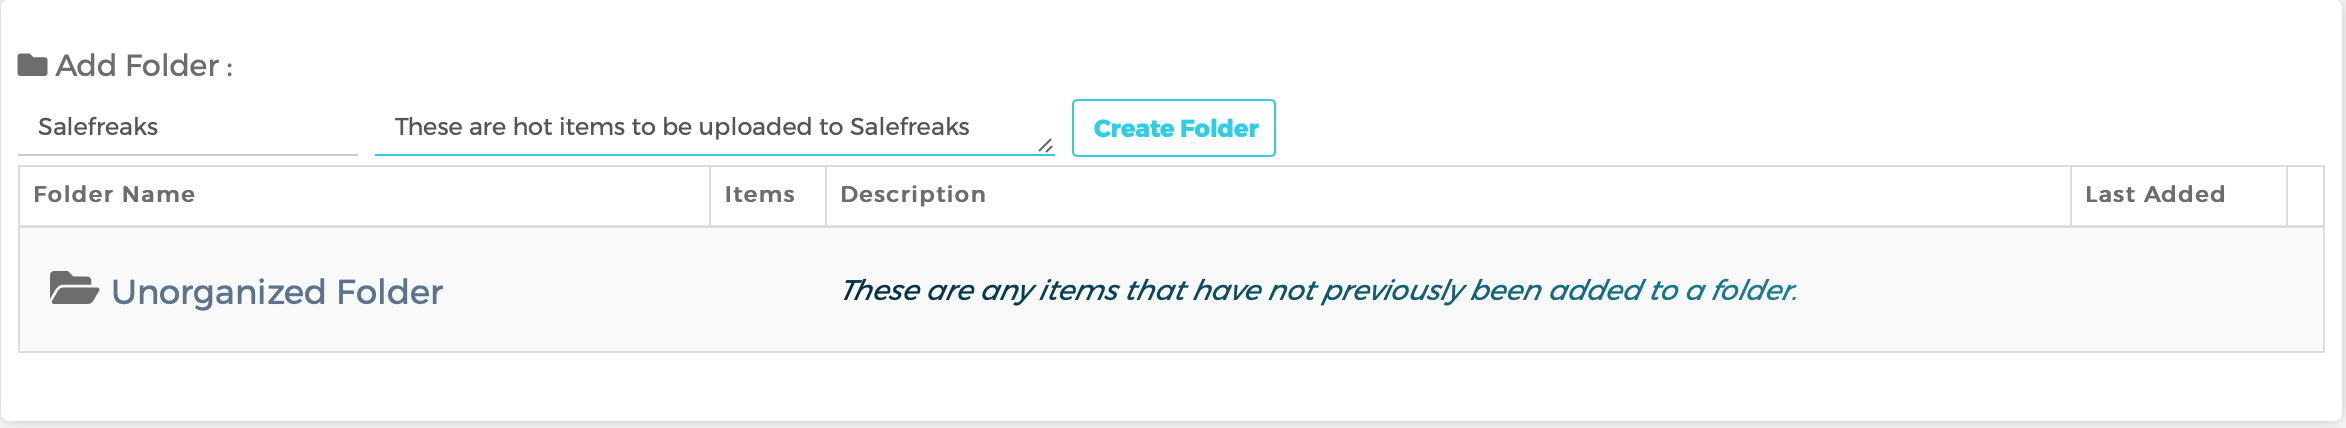 Add Folder :
Salefreaks
These are hot items to be uploaded to Salefreaks
Create Folder
Folder Name Items Description Last Added
Unorganized Folder These are any items that have not previously been added to a folder.